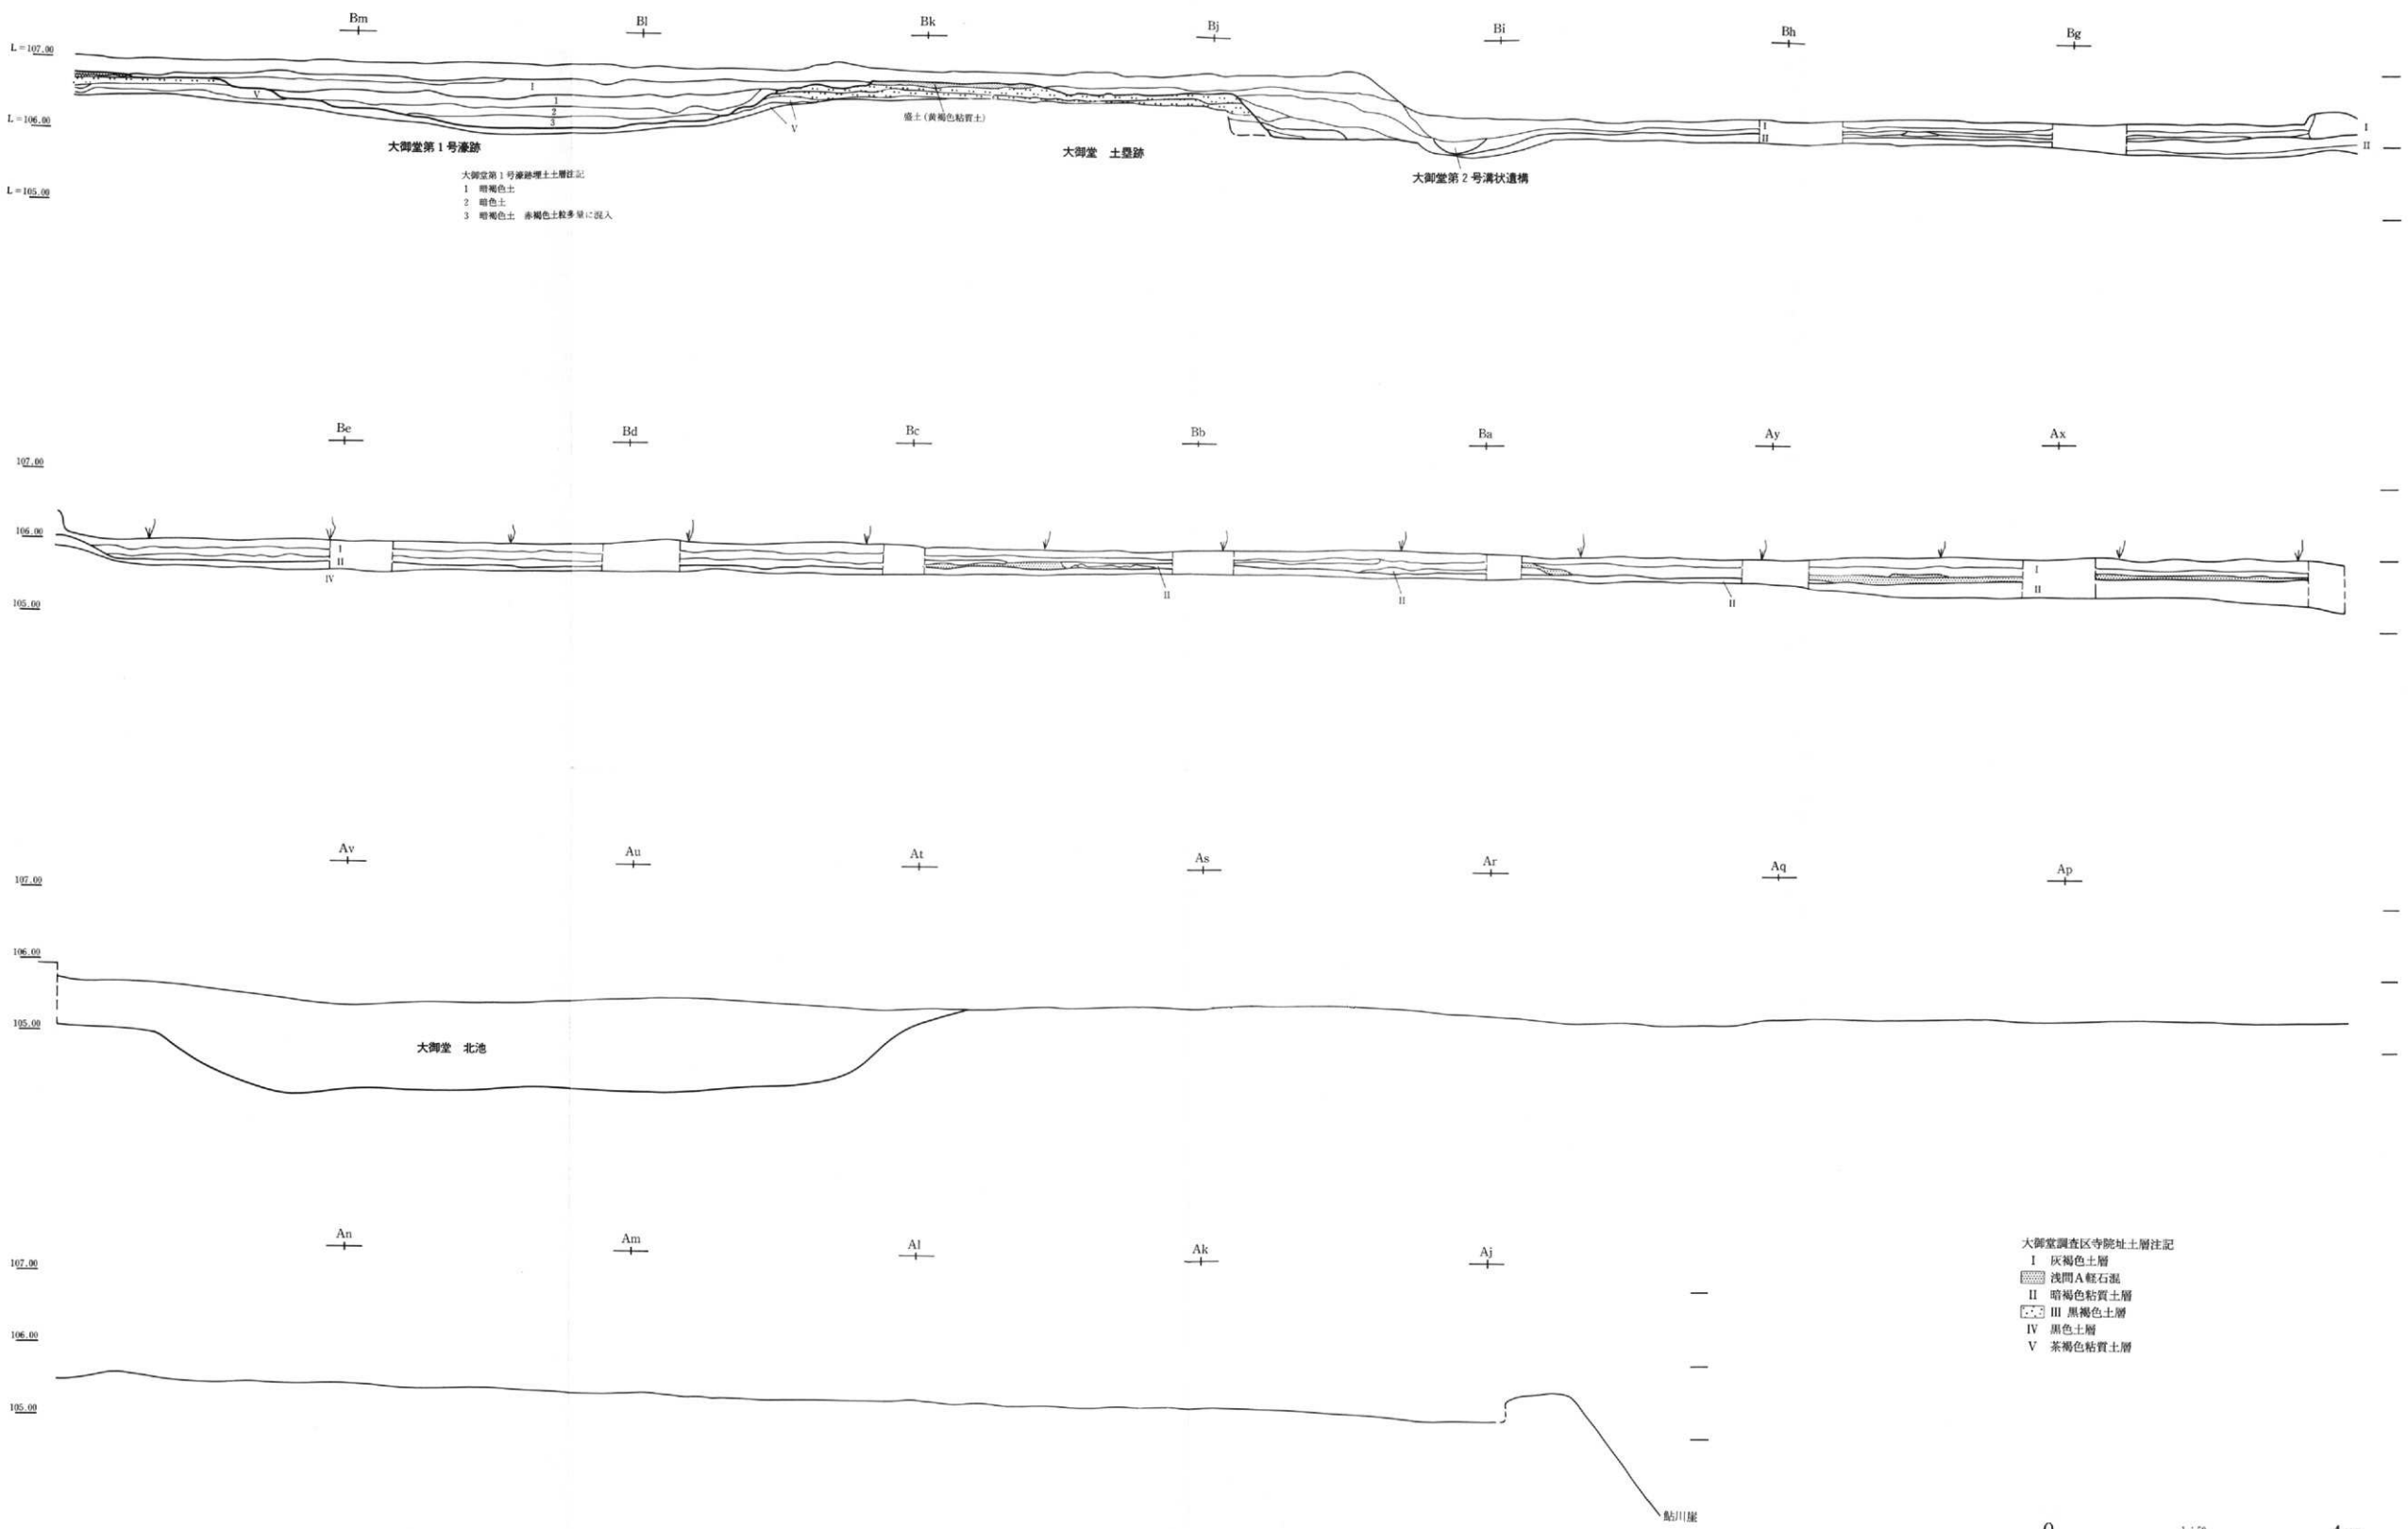 Bm Bl Bk Bj Bi Bh Bg
L=107.00
I
V
1
2
3
L=106.00
V
盛土(黄褐色粘質土)
I
II
I
II
大御堂第1号濠跡
大御堂 土塁跡
大御堂第2号溝状遺構
L=105.00
大御堂第1号濠跡埋土土層注記
1 暗褐色土
2 暗色土
3 暗褐色土 赤褐色土粒多量に混入
Be Bd Bc Bb Ba Ay Ax
107.00
106.00
I
II
IV
I
II
II
II
II
105.00
Av Au At As Ar Aq Ap
107.00
106.00
105.00
大御堂 北池
An Am Al Ak Aj
107.00
106.00
105.00
鮎川崖
大御堂調査区寺院址土層注記
I 灰褐色土層
浅間A軽石混
II 暗褐色粘質土層
III 黒褐色土層
IV 黒色土層
V 茶褐色粘質土層